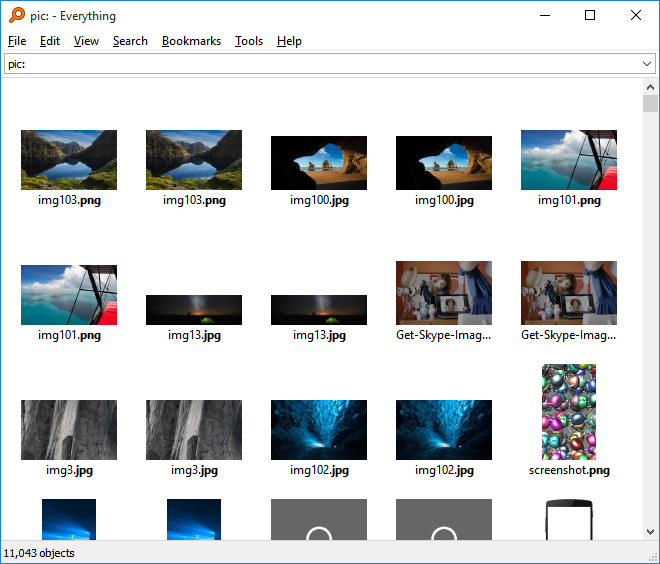 pic: - Everything
File Edit View Search Bookmarks Tools Help
pic:
img103.png img103.png img100.jpg img100.jpg img101.png
img101.png img13.jpg img13.jpg Get-Skype-Imag... Get-Skype-Imag...
img3.jpg img3.jpg img102.jpg img102.jpg screenshot.png
11,043 objects